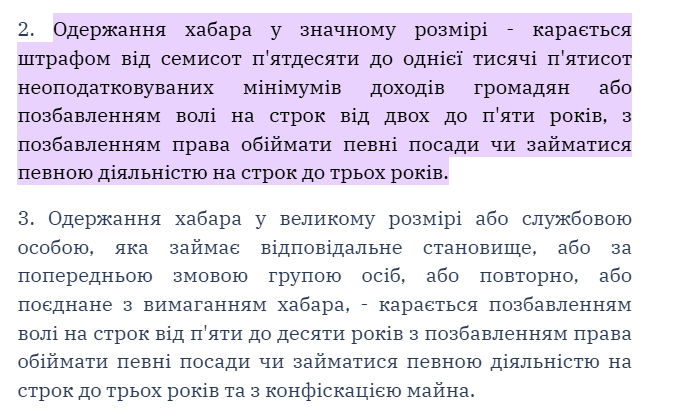 2. Одержання хабара у значному розмірі - карається
штрафом від семисот п'ятдесяти до однієї тисячі п'ятисот
неоподатковуваних мінімумів доходів громадян або
позбавленням волі на строк від двох до п'яти років, з
позбавленням права обіймати певні посади чи займатися
певною діяльністю на строк до трьох років.
3. Одержання хабара у великому розмірі або службовою
особою, яка займає відповідальне становище, або за
попередньою змовою групою осіб, або повторно, або
поєднане з вимаганням хабара, - карається позбавленням
волі на строк від п'яти до десяти років з позбавленням права
обіймати певні посади чи займатися певною діяльністю на
строк до трьох років та з конфіскацією майна.